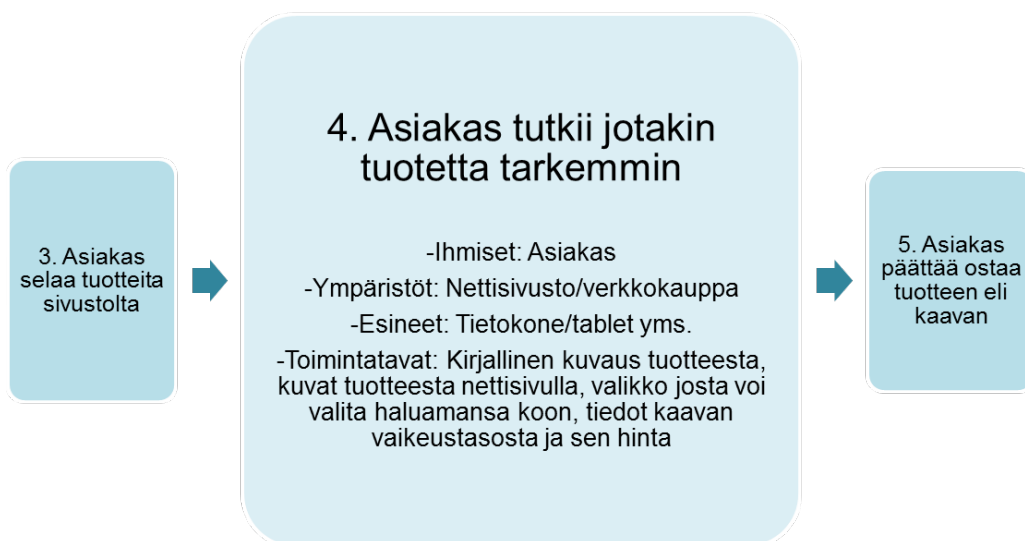 3. Asiakas
selaa tuotteita
sivustolta
4. Asiakas tutkii jotakin
tuotetta tarkemmin
-Ihmiset: Asiakas
-Ympäristöt: Nettisivusto/verkkokauppa
-Esineet: Tietokone/tablet yms.
-Toimintatavat: Kirjallinen kuvaus tuotteesta,
kuvat tuotteesta nettisivulla, valikko josta voi
valita haluamansa koon, tiedot kaavan
vaikeustasosta ja sen hinta
5. Asiakas
päättää ostaa
tuotteen eli
kaavan